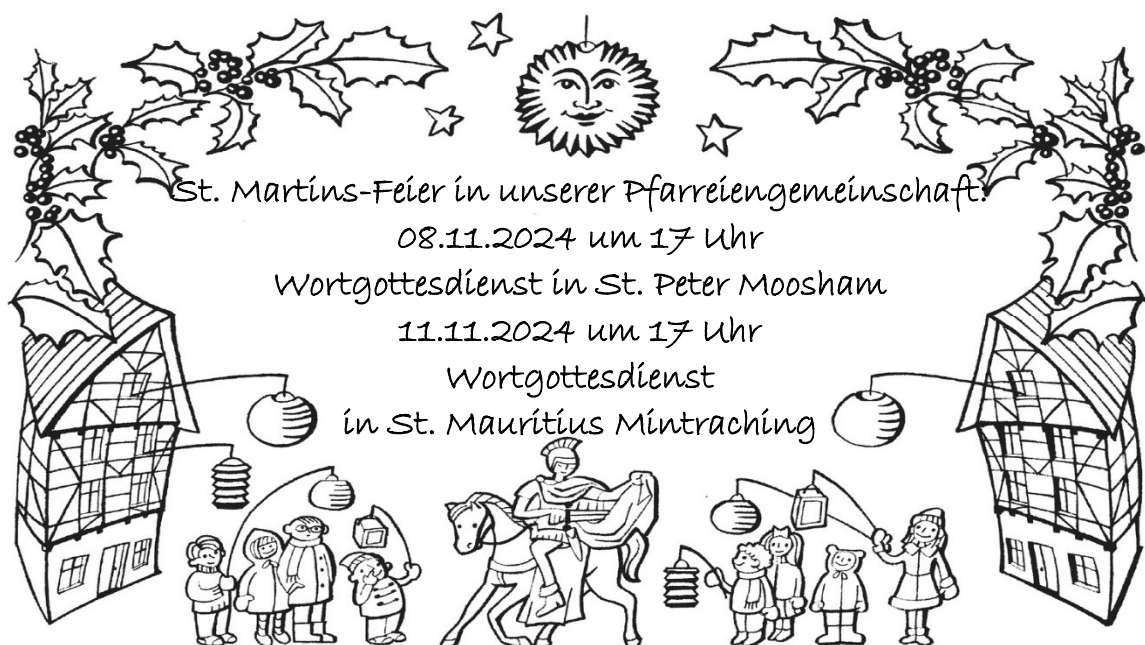 St. Martins-Feier in unserer Pfarreiengemeinschaft:
08.11.2024 um 17 Uhr
Wortgottesdienst in St. Peter Moosham
11.11.2024 um 17 Uhr
Wortgottesdienst
in St. Mauritius Mintraching